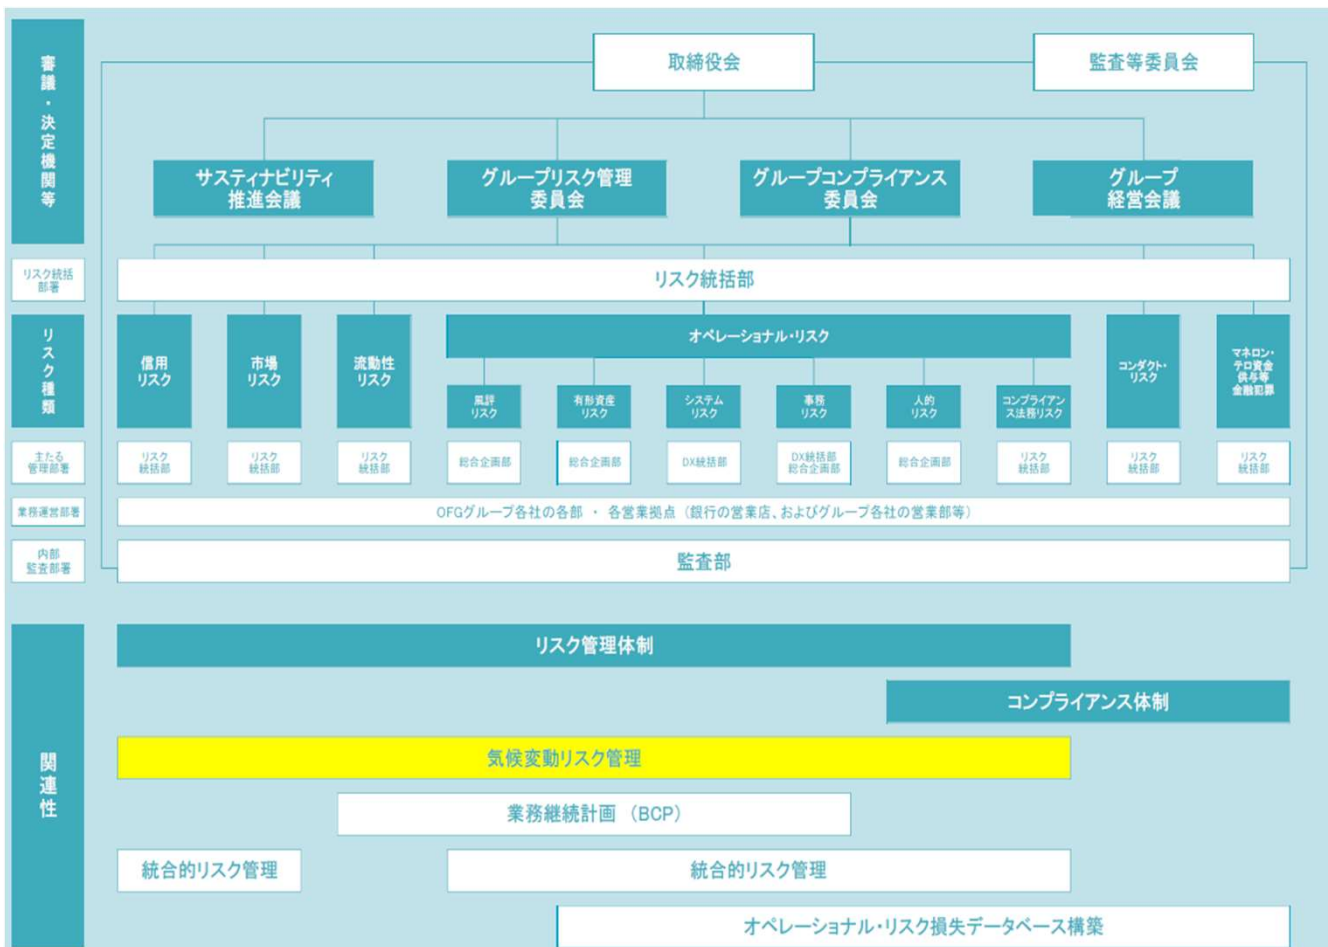 審議・決定機関等
取締役会
監査等委員会
サスティナビリティ
推進会議
グループリスク管理
委員会
グループコンプライアンス
委員会
グループ
経営会議
リスク統括
部署
リスク統括部
リスク種類
信用
リスク
市場
リスク
流動性
リスク
オペレーショナル・リスク
風評
リスク
有形資産
リスク
システム
リスク
事務
リスク
人的
リスク
コンプライアン
ス法務リスク
コンダクト・
リスク
マネロン・
テロ資金
供与等
金融犯罪
主たる
管理部署
リスク
統括部
リスク
統括部
リスク
統括部
総合企画部
総合企画部
DX統括部
DX統括部
総合企画部
総合企画部
リスク
統括部
リスク
統括部
リスク
統括部
業務運営部署
OFGグループ各社の各部 ・ 各営業拠点（銀行の営業店、およびグループ各社の営業部等）
内部
監査部署
監査部
関連性
リスク管理体制
コンプライアンス体制
気候変動リスク管理
業務継続計画（BCP）
統合的リスク管理
統合的リスク管理
オペレーショナル・リスク損失データベース構築